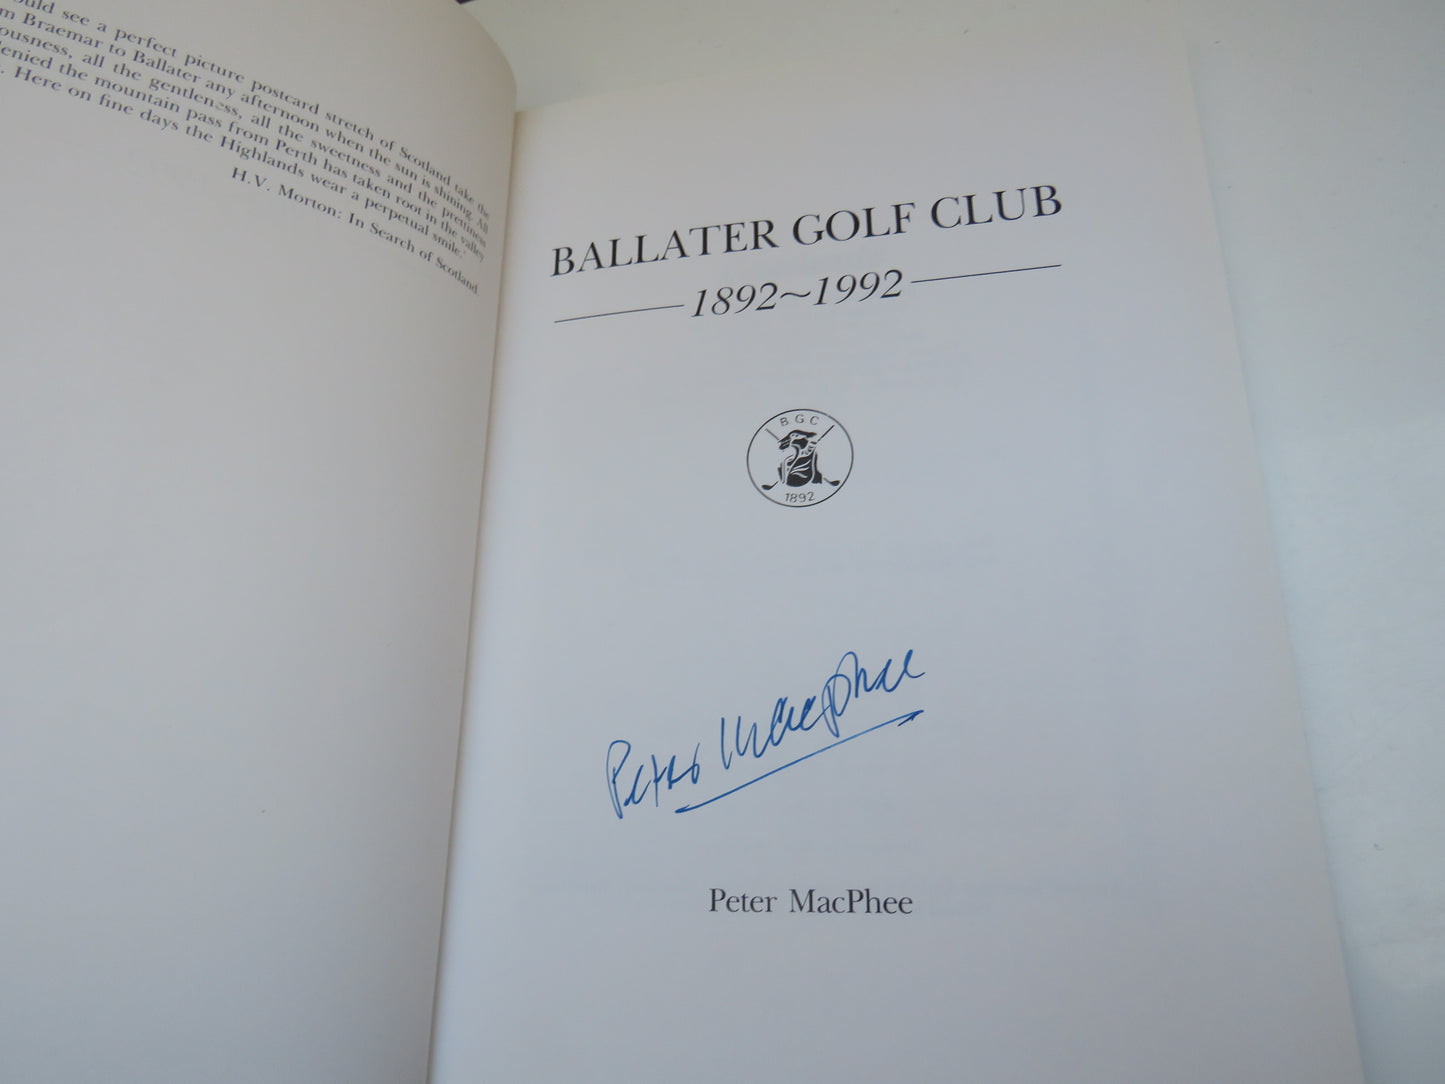 ould see a perfect picture postcard stretch of Scotland take the
m Braemar to Ballater any afternoon when the sun is shining. All
ousness, all the gentleness, all the sweetness and the prettiness
enied the mountain pass from Perth has taken root in the valley
. Here on fine days the Highlands wear a perpetual smile.
H.V. Morton: In Search of Scotland
BALLATER GOLF CLUB
1892~1992
BGC
1892
Peter MacPhee
Peter MacPhee